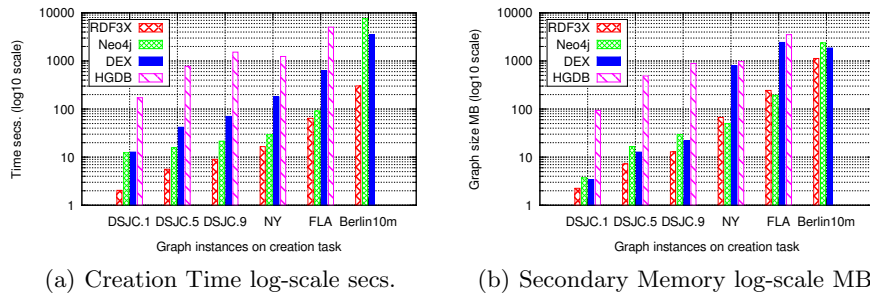 10000
1000
100
10
1
Time secs. (log10 scale)
RDF3X
Neo4j
DEX
HGDB
DSJC.1 DSJC.5 DSJC.9 NY FLA Berlin10m
Graph instances on creation task
(a) Creation Time log-scale secs.
10000
1000
100
10
1
Graph size MB (log10 scale)
RDF3X
Neo4j
DEX
HGDB
DSJC.1 DSJC.5 DSJC.9 NY FLA Berlin10m
Graph instances on creation task
(b) Secondary Memory log-scale MB